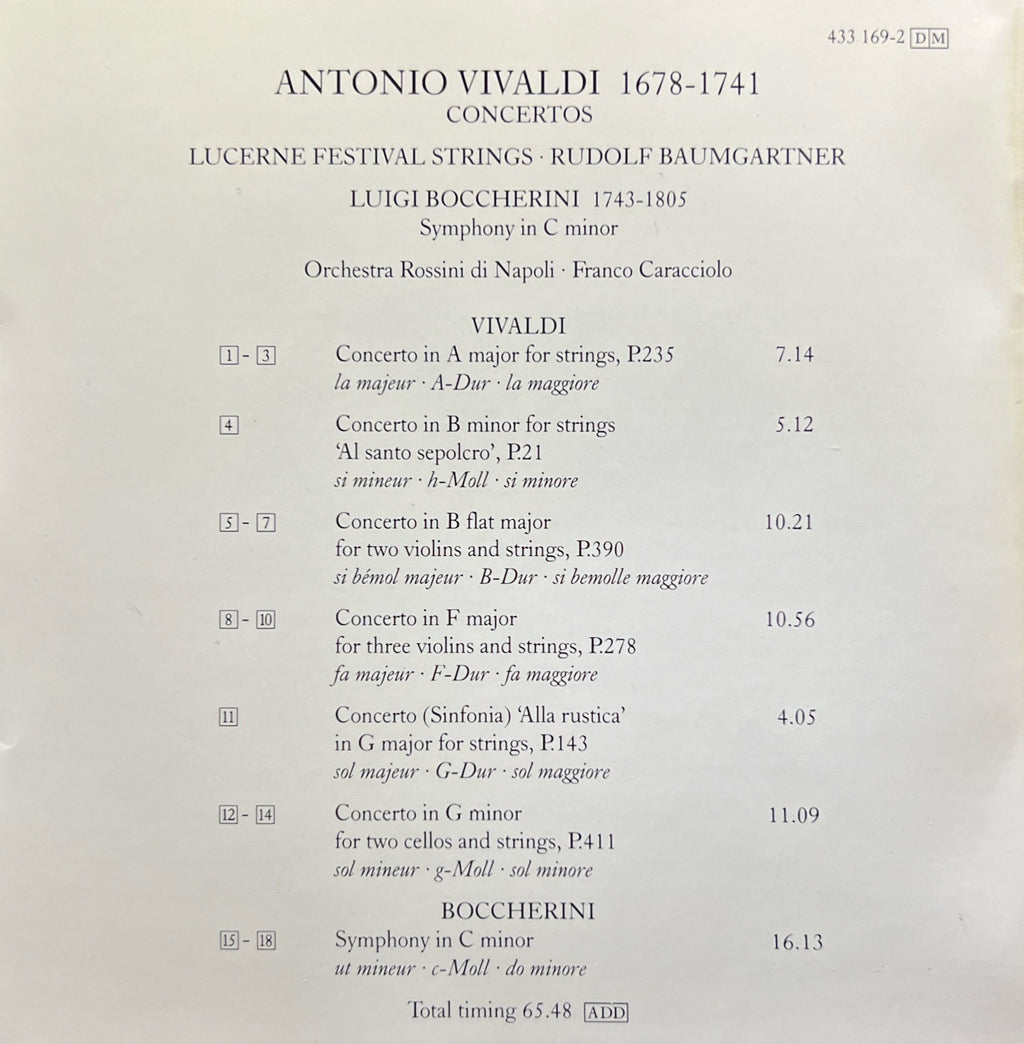 433 169-2 DM
ANTONIO VIVALDI 1678-1741
CONCERTOS
LUCERNE FESTIVAL STRINGS · RUDOLF BAUMGARTNER
LUIGI BOCCHERINI 1743-1805
Symphony in C minor
Orchestra Rossini di Napoli · Franco Caracciolo
VIVALDI
1 - 3 Concerto in A major for strings, P.235 7.14
la majeur · A-Dur · la maggiore
4 Concerto in B minor for strings 5.12
‘Al santo sepolcro’, P.21
si mineur · h-Moll · si minore
5 - 7 Concerto in B flat major 10.21
for two violins and strings, P.390
si bémol majeur · B-Dur · si bemolle maggiore
8 - 10 Concerto in F major 10.56
for three violins and strings, P.278
fa majeur · F-Dur · fa maggiore
11 Concerto (Sinfonia) ‘Alla rustica’ 4.05
in G major for strings, P.143
sol majeur · G-Dur · sol maggiore
12 - 14 Concerto in G minor 11.09
for two cellos and strings, P.411
sol mineur · g-Moll · sol minore
BOCCHERINI
15 - 18 Symphony in C minor 16.13
ut mineur · c-Moll · do minore
Total timing 65.48 ADD